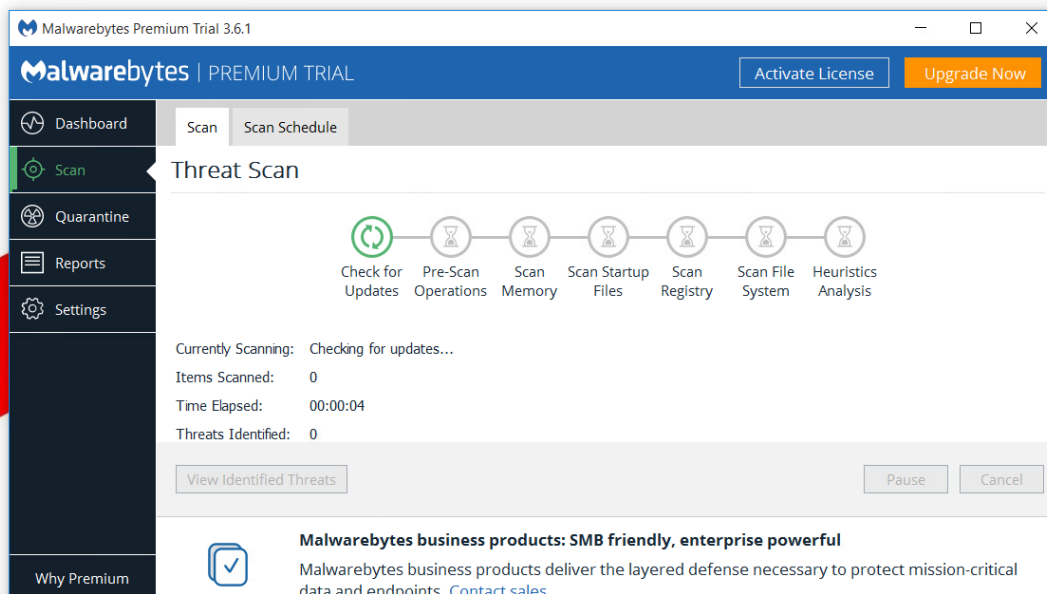 Malwarebytes Premium Trial 3.6.1
Malwarebytes | PREMIUM TRIAL
Activate License
Upgrade Now
Dashboard
Scan
Quarantine
Reports
Settings
Why Premium
Scan
Scan Schedule
Threat Scan
Check for
Updates
Pre-Scan
Operations
Scan
Memory
Scan Startup
Files
Scan
Registry
Scan File
System
Heuristics
Analysis
Currently Scanning: Checking for updates...
Items Scanned: 0
Time Elapsed: 00:00:04
Threats Identified: 0
View Identified Threats
Pause
Cancel
Malwarebytes business products: SMB friendly, enterprise powerful
Malwarebytes business products deliver the layered defense necessary to protect mission-critical
data and endpoints. Contact sales